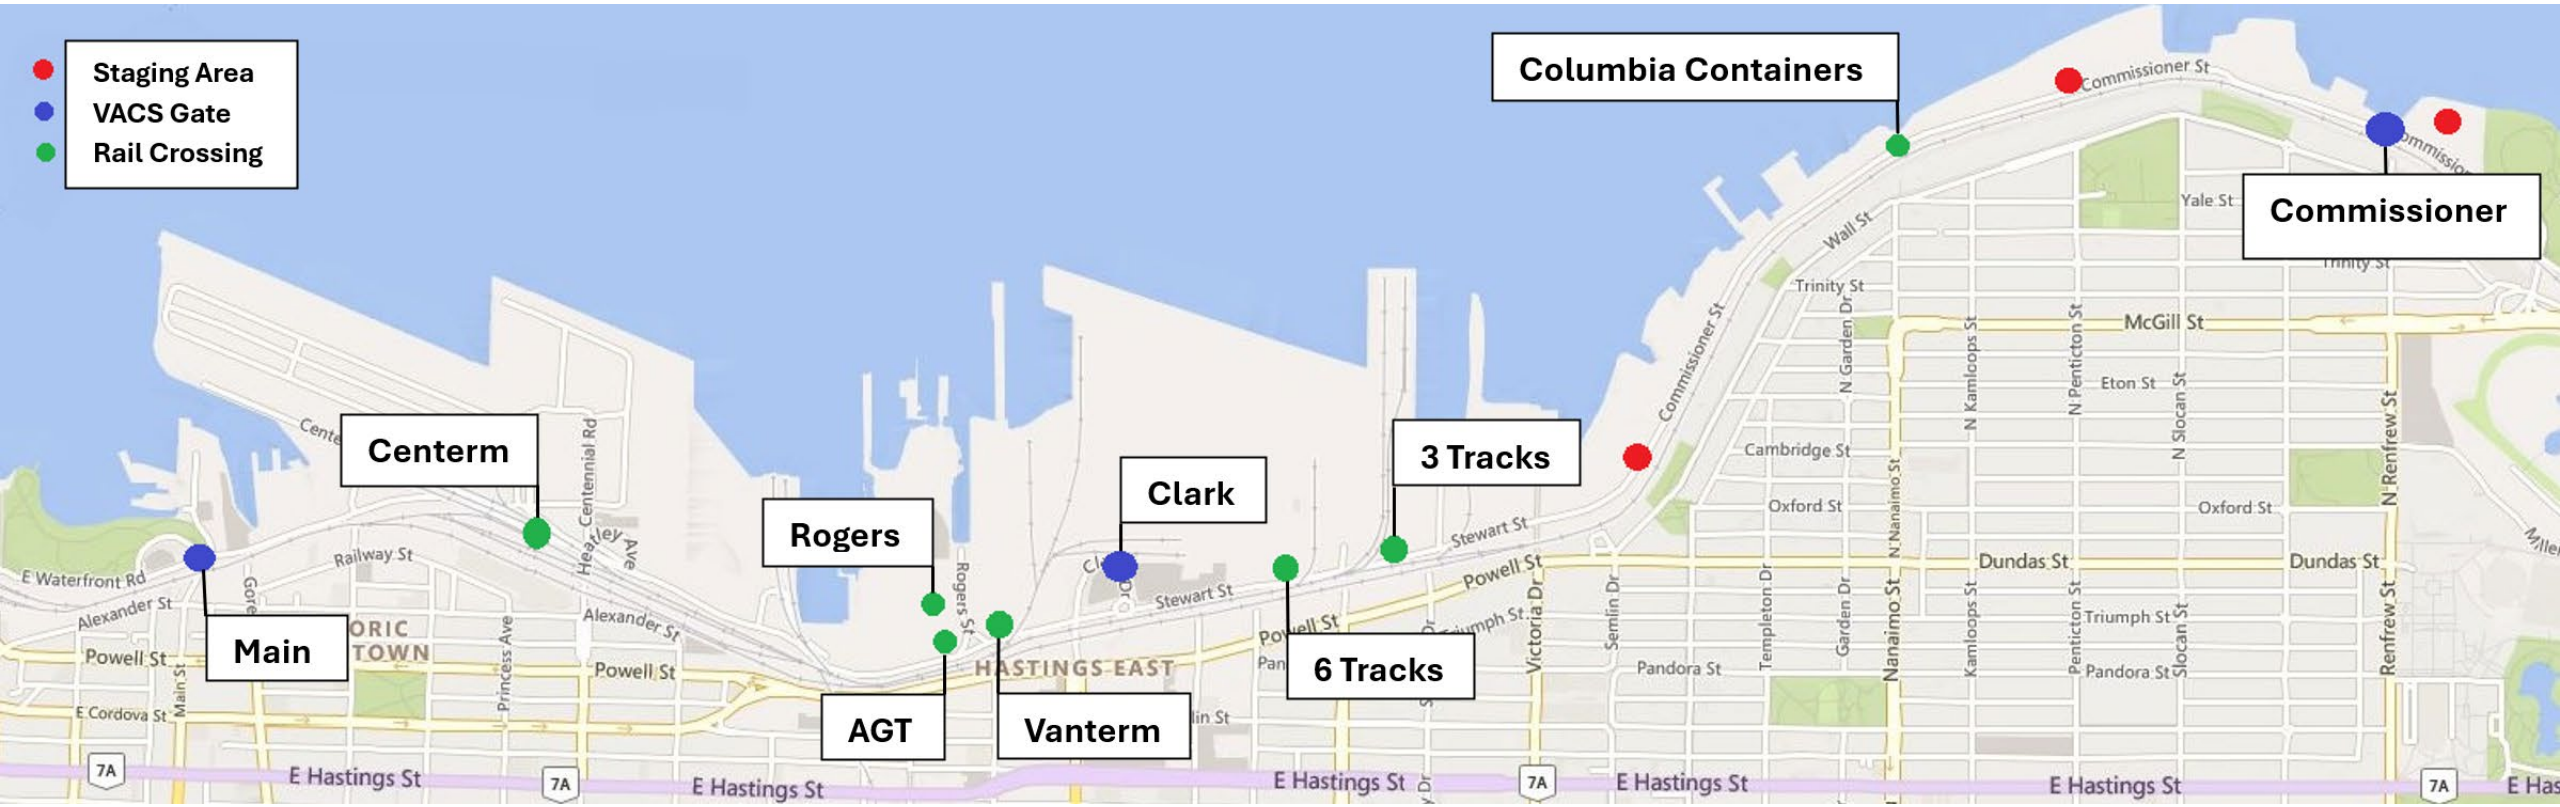 Staging Area
VACS Gate
Rail Crossing
Columbia Containers
Commissioner St
Commissioner
Yale St
Wall St
Trinity St
Trinity St
McGill St
Commissioner St
N Garden Dr
N Kamloops St
N Penticton St
N Slocan St
N Renfrew St
Eton St
Centerm
Centennial Rd
Heatley Ave
3 Tracks
Cambridge St
Clark
Rogers
Rogers St
Oxford St
Oxford St
N Nanaimo St
Stewart St
Stewart St
Railway St
E Waterfront Rd
Alexander St
Alexander St
Main
Powell St
Powell St
Powell St
Powell St
Dundas St
Dundas St
Victoria Dr
Semlin Dr
Templeton Dr
Garden Dr
Nanaimo St
Kamloops St
Penticton St
Slocan St
Renfrew St
Triumph St
Triumph St
Pandora St
Pandora St
HASTINGS EAST
6 Tracks
Princess Ave
Main St
E Cordova St
AGT
Vanterm
7A
E Hastings St
7A
E Hastings St
E Hastings St
7A
E Hastings St
E Hastings St
7A